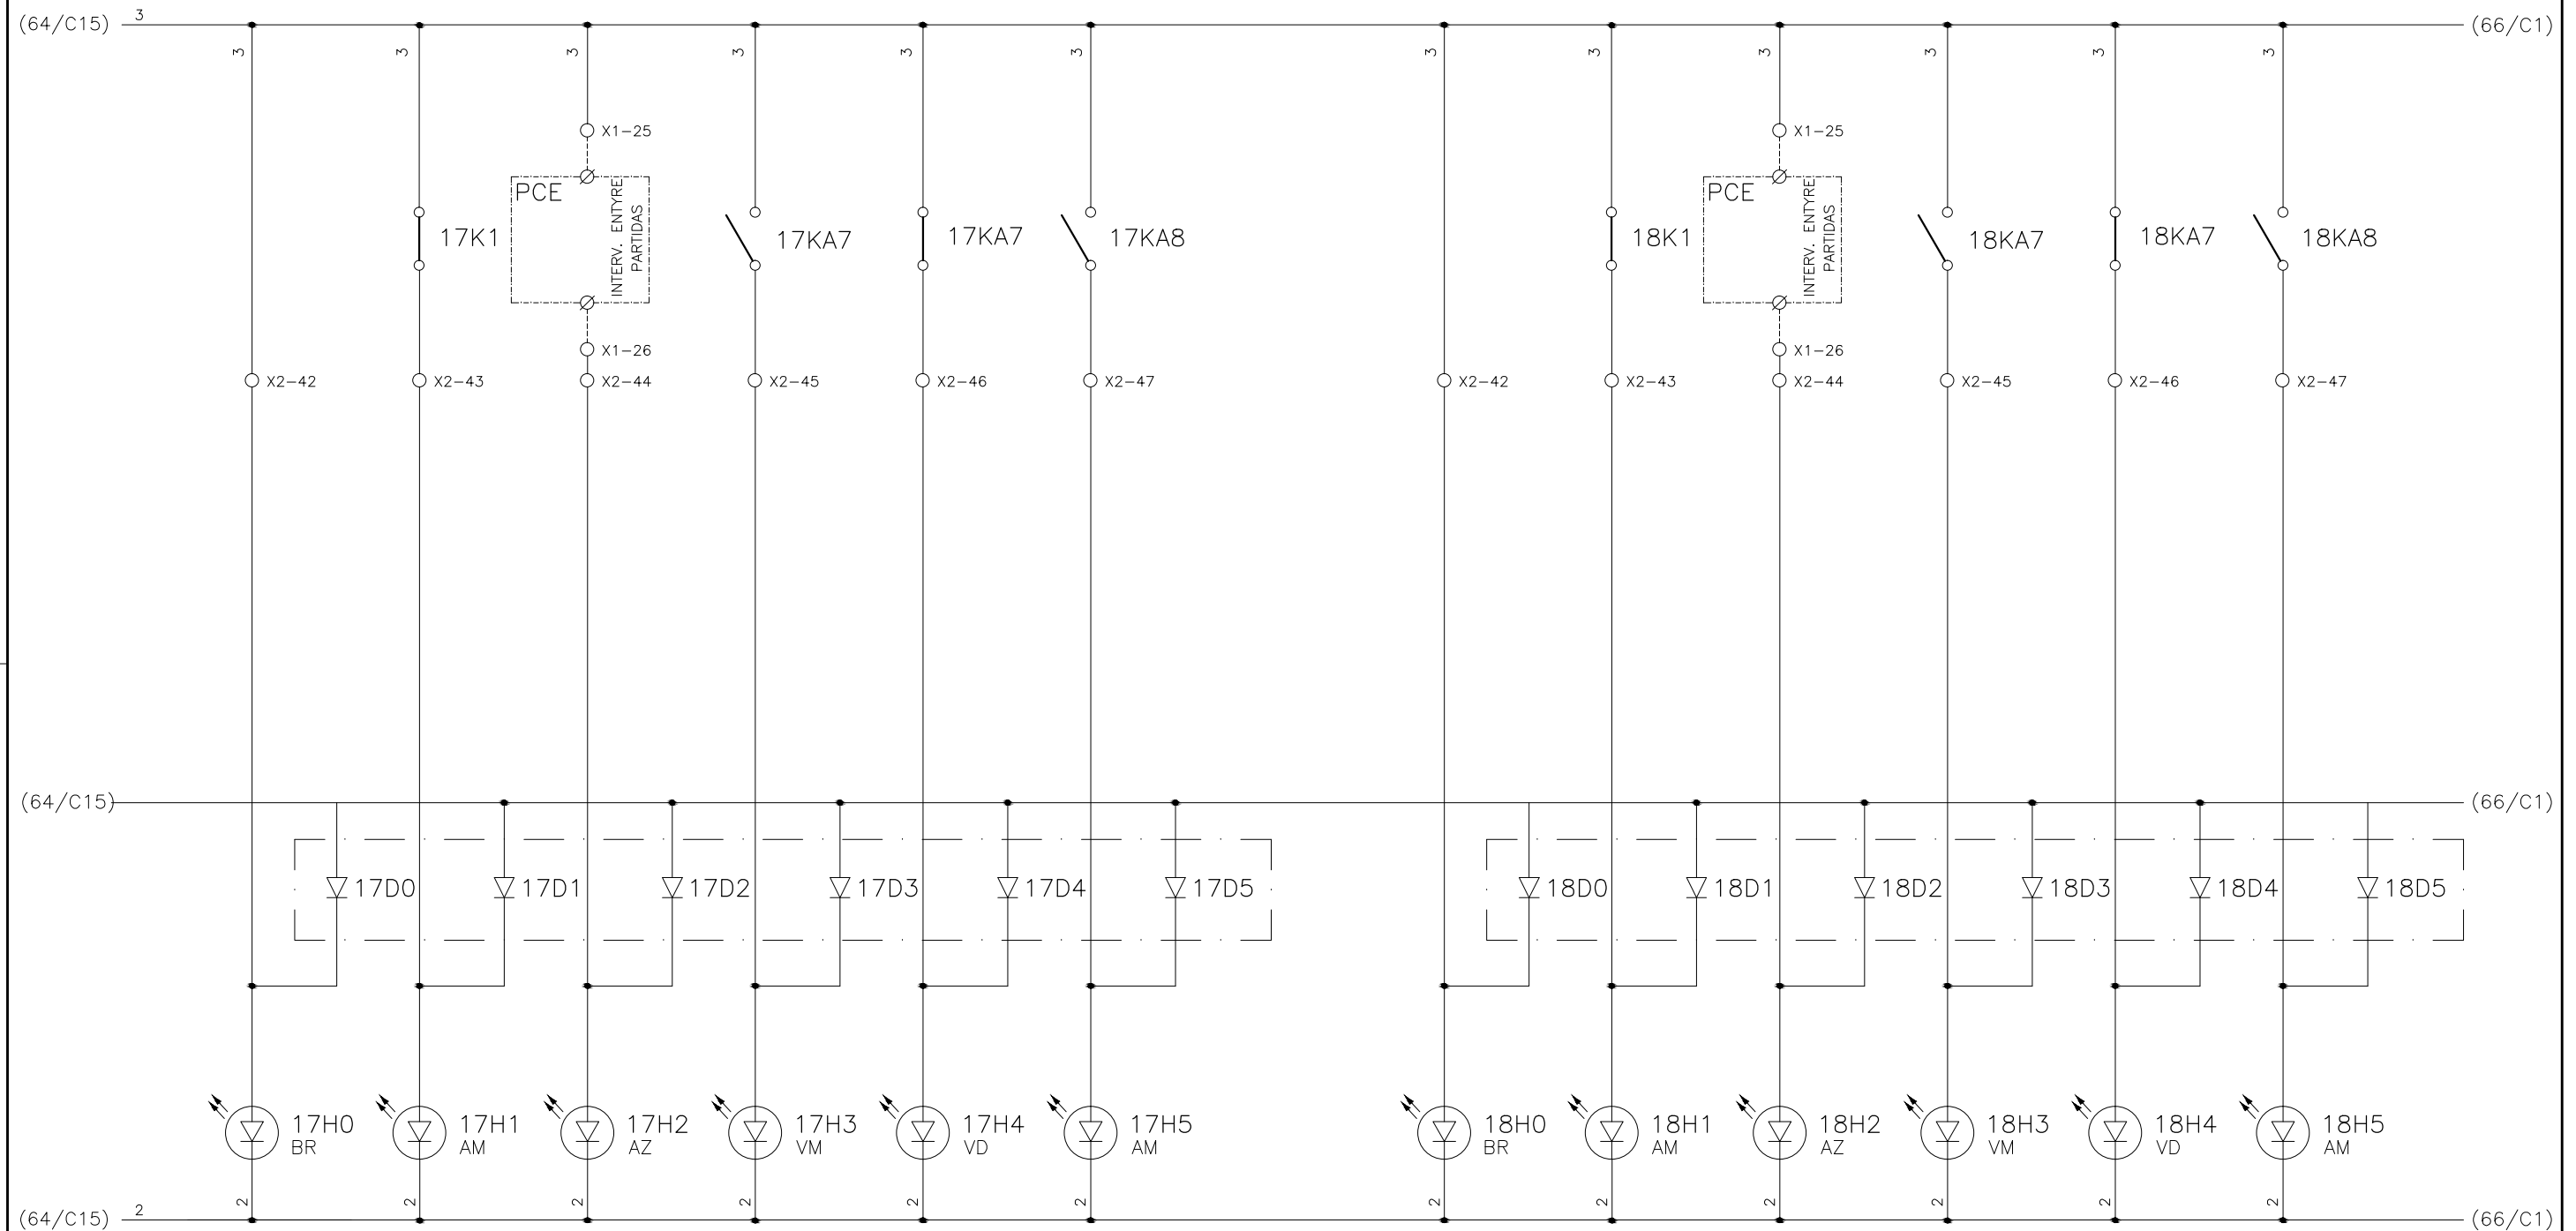 (64/C15) 3 (66/C1)
3 3 3 3 3 3 3 3 3 3 3 3
X1-25 X1-25
PCE INTERV. ENTYRE PARTIDAS PCE INTERV. ENTYRE PARTIDAS
17K1 17KA7 17KA7 17KA8 18K1 18KA7 18KA7 18KA8
X1-26 X1-26
X2-42 X2-43 X2-44 X2-45 X2-46 X2-47 X2-42 X2-43 X2-44 X2-45 X2-46 X2-47
(64/C15) (66/C1)
17D0 17D1 17D2 17D3 17D4 17D5 18D0 18D1 18D2 18D3 18D4 18D5
17H0 17H1 17H2 17H3 17H4 17H5 18H0 18H1 18H2 18H3 18H4 18H5
BR AM AZ VM VD AM BR AM AZ VM VD AM
2 2 2 2 2 2 2 2 2 2 2 2
(64/C15) 2 (66/C1)